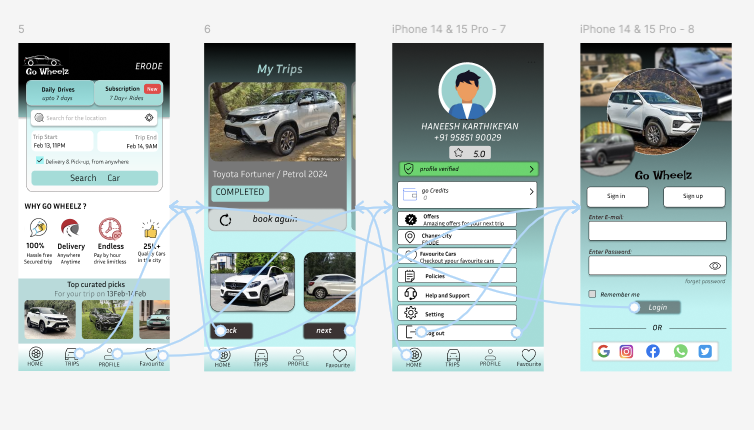 5
Go Wheelz
ERODE
Daily Drives
upto 7 days
Subscription
New
7 Day+ Rides
Search for the location
Trip Start
Feb 13, 11PM
Trip End
Feb 14, 9AM
Delivery & Pick-up, from anywhere
Search Car
WHY GO WHEELZ ?
100%
Hassle free
Secured trip
Delivery
Anywhere
Anytime
Endless
Pay by hour
drive limitless
25K+
Quality Cars
in the city
Top curated picks
For your trip on 13Feb-14Feb
HOME
TRIPS
PROFILE
Favourite
6
My Trips
Toyota Fortuner / Petrol 2024
COMPLETED
book again
back
next
HOME
TRIPS
PROFILE
Favourite
iPhone 14 & 15 Pro - 7
HANEESH KARTHIKEYAN
+91 95851 90029
5.0
profile verified
go Credits
0
Offers
Amazing offers for your next trip
Change city
ERODE
Favourite Cars
Checkout your favourite cars
Policies
Help and Support
Setting
Log out
HOME
TRIPS
PROFILE
Favourite
iPhone 14 & 15 Pro - 8
Go Wheelz
Sign in
Sign up
Enter E-mail
Enter Password
forget password
Remember me
Login
OR